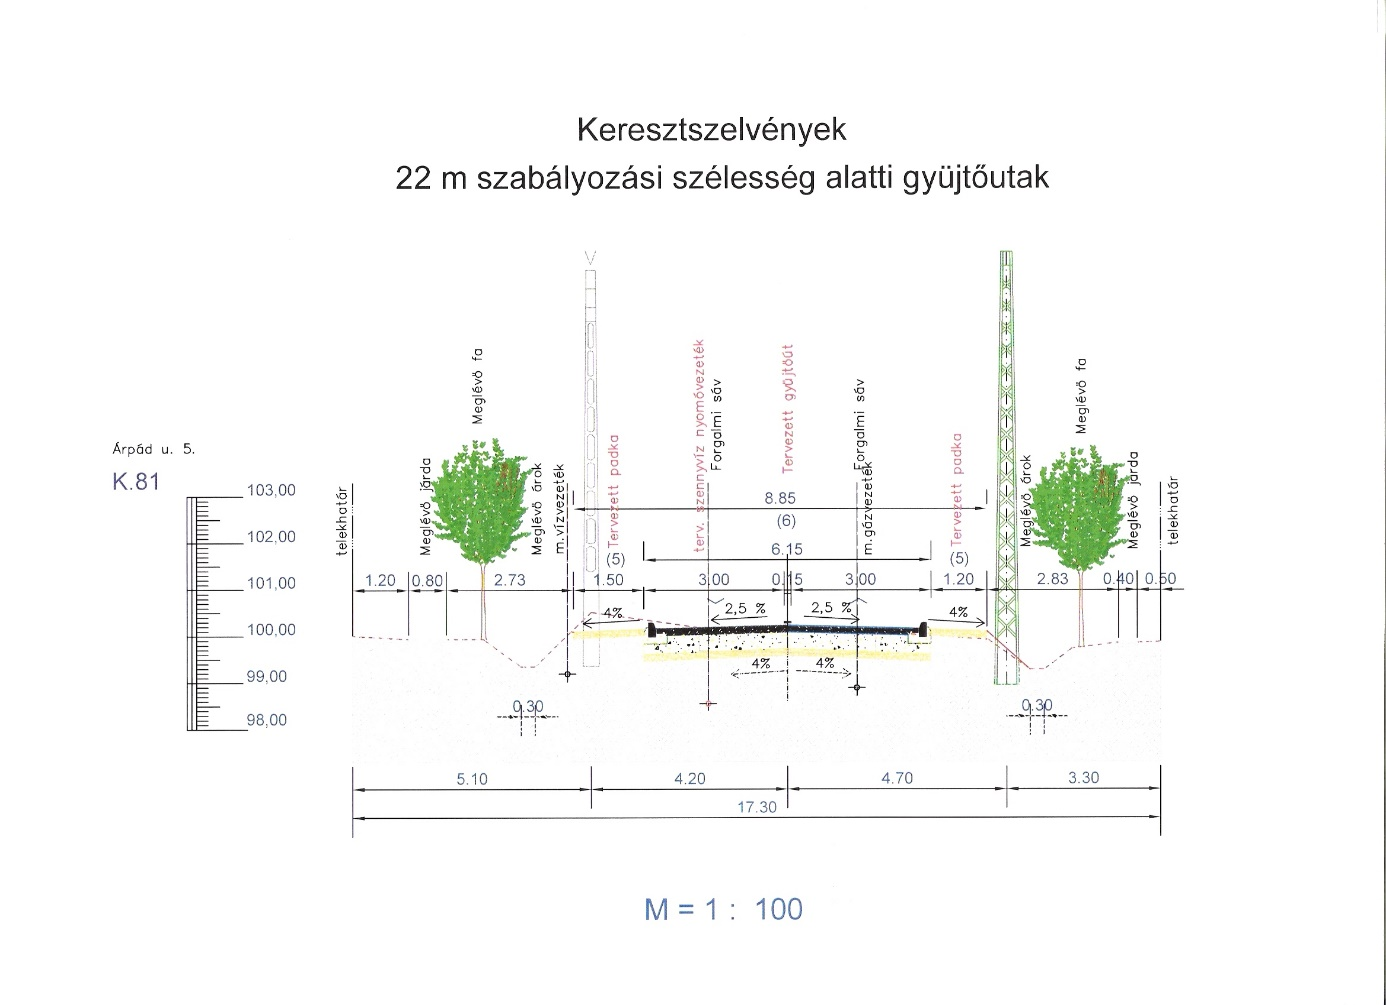 Keresztszelvények
22 m szabályozási szélesség alatti gyüjtőutak
Árpád u. 5.
K.81
103,00
102,00
101,00
100,00
99,00
98,00
telekhatár
Meglévő járda
Meglévő fa
Meglévő árok
m.vízvezeték
Tervezett padka
(5)
terv. szennyvíz nyomóvezeték
Forgalmi sáv
Tervezett gyűjtőút
Forgalmi sáv
m.gázvezeték
Tervezett padka
(5)
Meglévő árok
Meglévő fa
Meglévő járda
telekhatár
8.85
(6)
6.15
1.20 0.80 2.73 1.50 3.00 0.15 3.00 1.20 2.83 0.40 0.50
4% 2,5 % 2,5 % 4%
4% 4%
0.30 0.30
5.10 4.20 4.70 3.30
17.30
M = 1 : 100